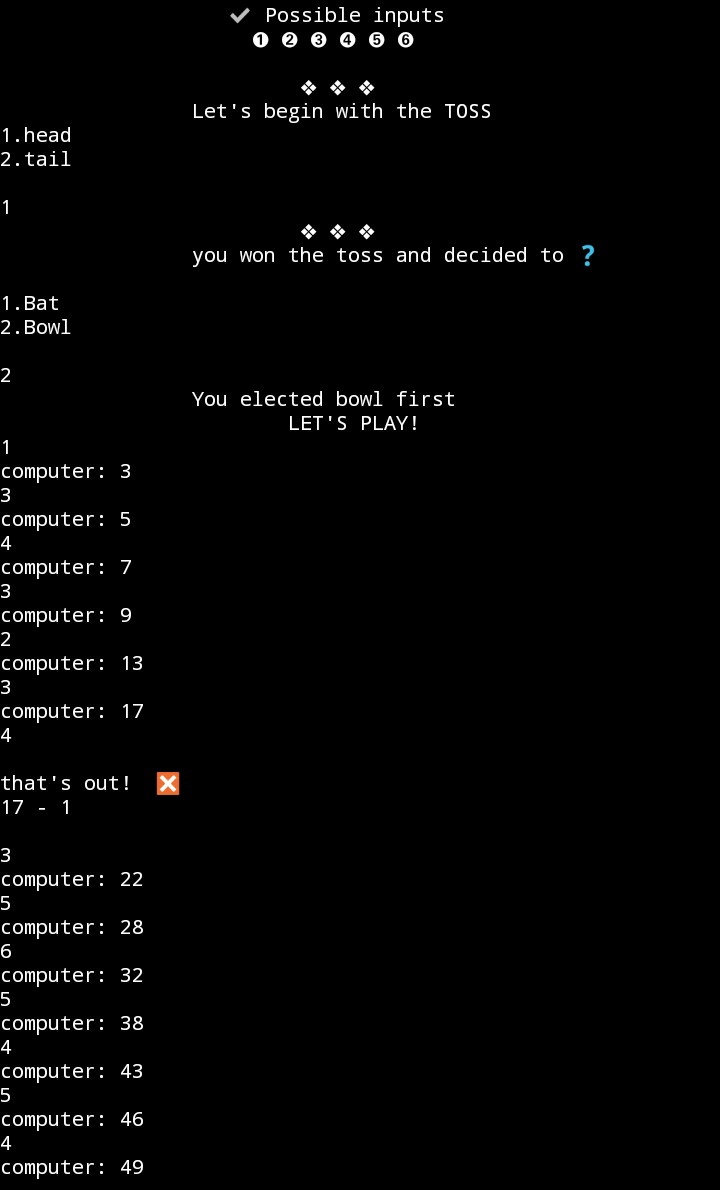 ✔ Possible inputs
❶ ❷ ❸ ❹ ❺ ❻
❖ ❖ ❖
Let's begin with the TOSS
1.head
2.tail
1
❖ ❖ ❖
you won the toss and decided to ❓
1.Bat
2.Bowl
2
You elected bowl first
LET'S PLAY!
1
computer: 3
3
computer: 5
4
computer: 7
3
computer: 9
2
computer: 13
3
computer: 17
4
that's out! ❎
17 - 1
3
computer: 22
5
computer: 28
6
computer: 32
5
computer: 38
4
computer: 43
5
computer: 46
4
computer: 49